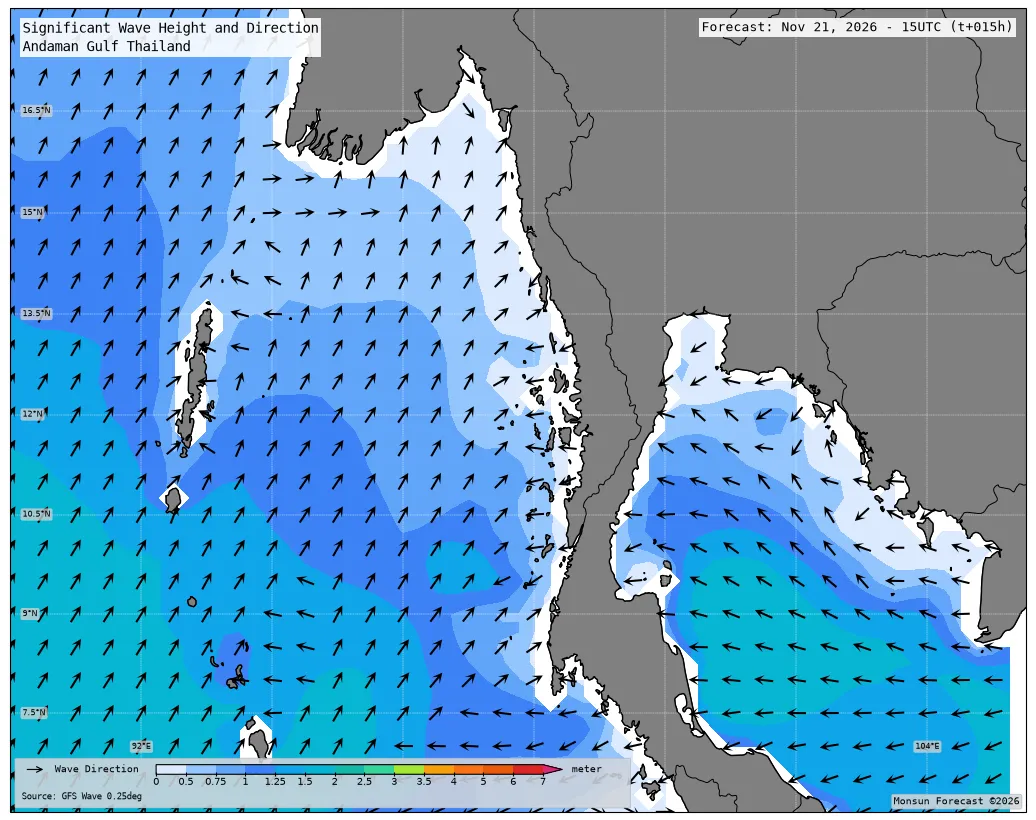 Significant Wave Height and Direction
Andaman Gulf Thailand
Forecast: Nov 21, 2026 - 15UTC (t+015h)
16.5°N
15°N
13.5°N
12°N
10.5°N
9°N
7.5°N
92°E
104°E
Wave Direction
meter
0 0.5 0.75 1 1.25 1.5 2 2.5 3 3.5 4 5 6 7
Source: GFS Wave 0.25deg
Monsun Forecast ©2026